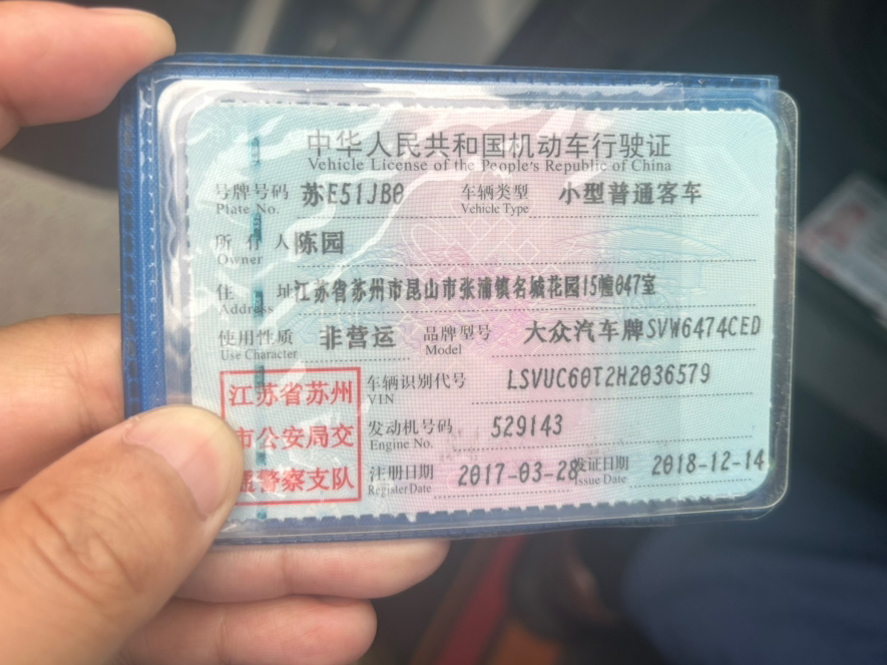 中华人民共和国机动车行驶证
Vehicle License of the People's Republic of China
号牌号码 苏E51JB0 车辆类型 小型普通客车
Plate No. Vehicle Type
所有人 陈园
Owner
住址 江苏省苏州市昆山市张浦镇名城花园15幢047室
Address
使用性质 非营运 品牌型号 大众汽车牌SVW6474CED
Use Character Model
江苏省苏州
市公安局交
通警察支队
车辆识别代号 LSVUC60T2H2036579
VIN
发动机号码 529143
Engine No.
注册日期 2017-03-28 发证日期 2018-12-14
Register Date Issue Date